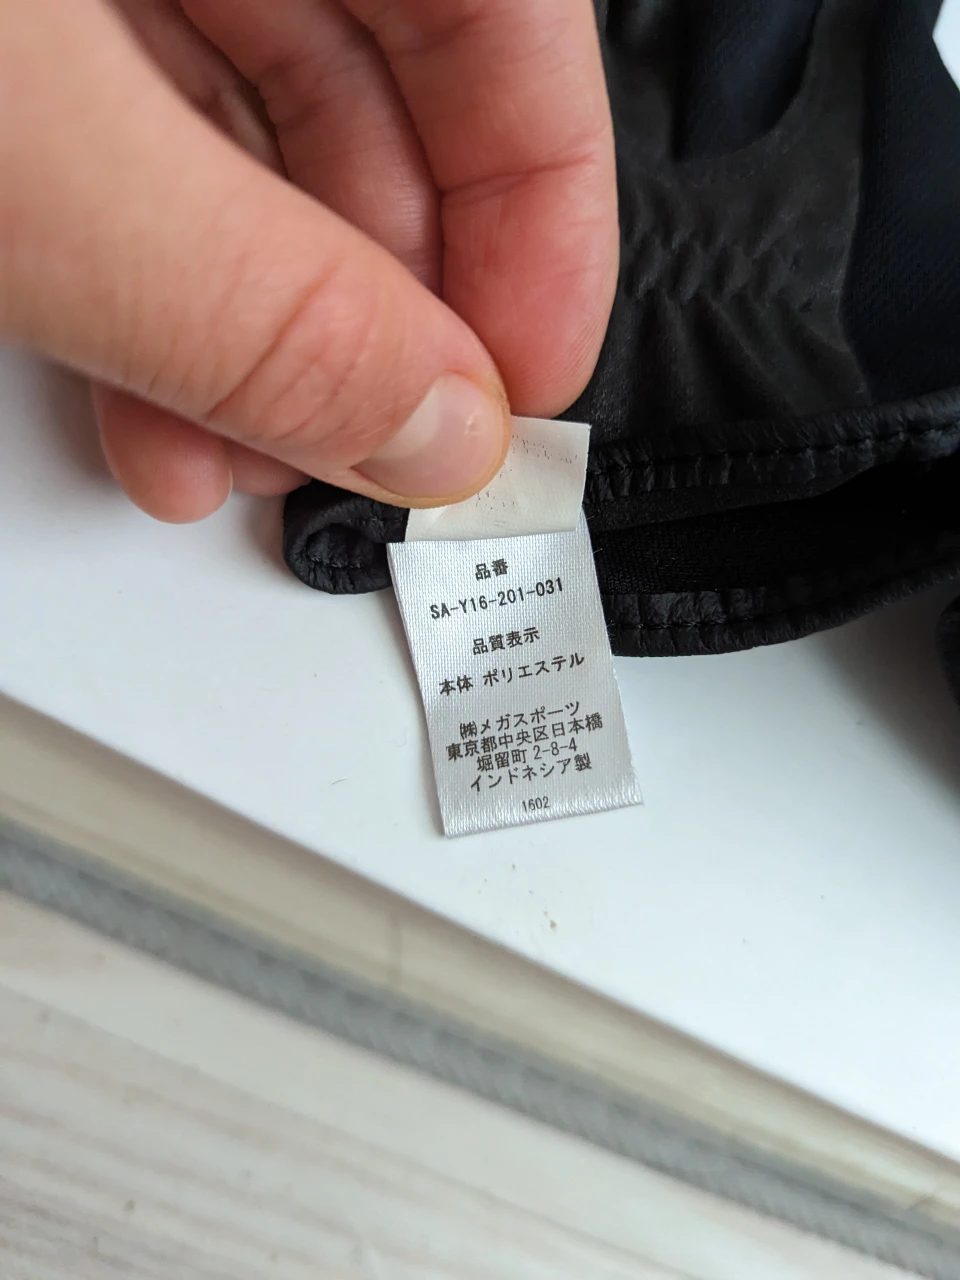 品番
SA-Y16-201-031
品質表示
本体 ポリエステル
㈱メガスポーツ
東京都中央区日本橋
堀留町 2-8-4
インドネシア製
1602